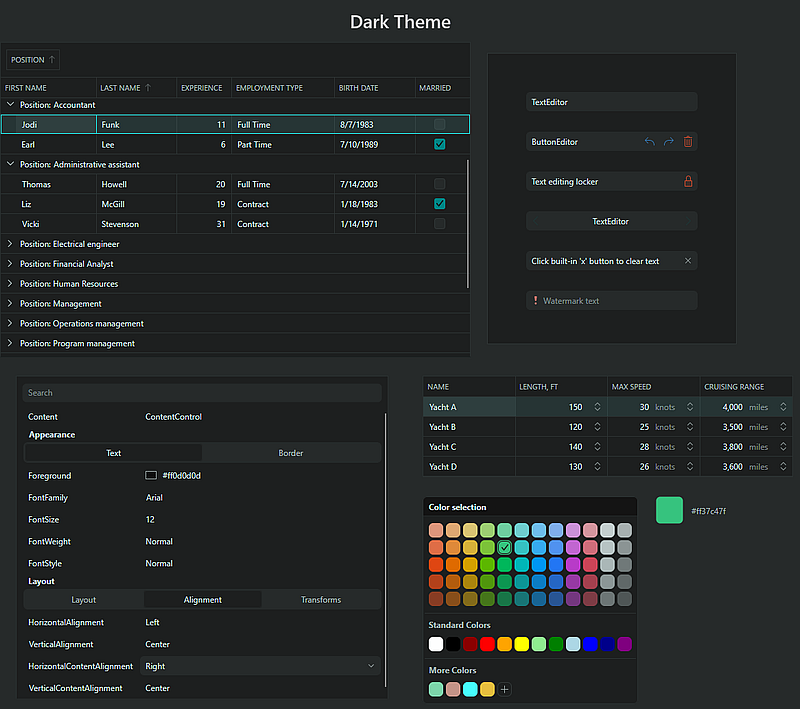 Dark Theme
POSITION
FIRST NAME LAST NAME EXPERIENCE EMPLOYMENT TYPE BIRTH DATE MARRIED
Position: Accountant
Jodi Funk 11 Full Time 8/7/1983
Earl Lee 6 Part Time 7/10/1989
Position: Administrative assistant
Thomas Howell 20 Full Time 7/14/2003
Liz McGill 19 Contract 1/18/1983
Vicki Stevenson 31 Contract 1/14/1971
Position: Electrical engineer
Position: Financial Analyst
Position: Human Resources
Position: Management
Position: Operations management
Position: Program management
TextEditor
ButtonEditor
Text editing locker
TextEditor
Click built-in 'x' button to clear text
Watermark text
Search
Content ContentControl
Appearance
Text Border
Foreground #ff0d0d0d
FontFamily Arial
FontSize 12
FontWeight Normal
FontStyle Normal
Layout
Layout Alignment Transforms
HorizontalAlignment Left
VerticalAlignment Center
HorizontalContentAlignment Right
VerticalContentAlignment Center
NAME LENGTH, FT MAX SPEED CRUISING RANGE
Yacht A 150 30 knots 4,000 miles
Yacht B 120 25 knots 3,500 miles
Yacht C 140 28 knots 3,800 miles
Yacht D 130 26 knots 3,600 miles
Color selection
#ff37c47f
Standard Colors
More Colors